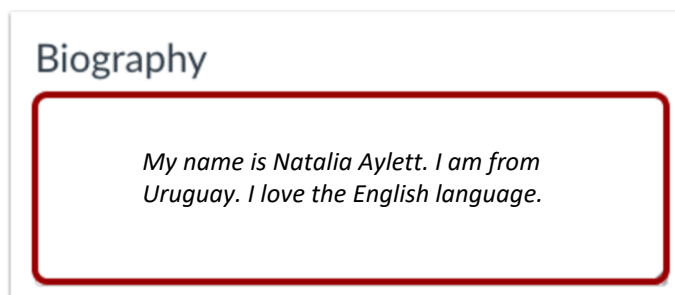 Biography
My name is Natalia Aylett. I am from
Uruguay. I love the English language.